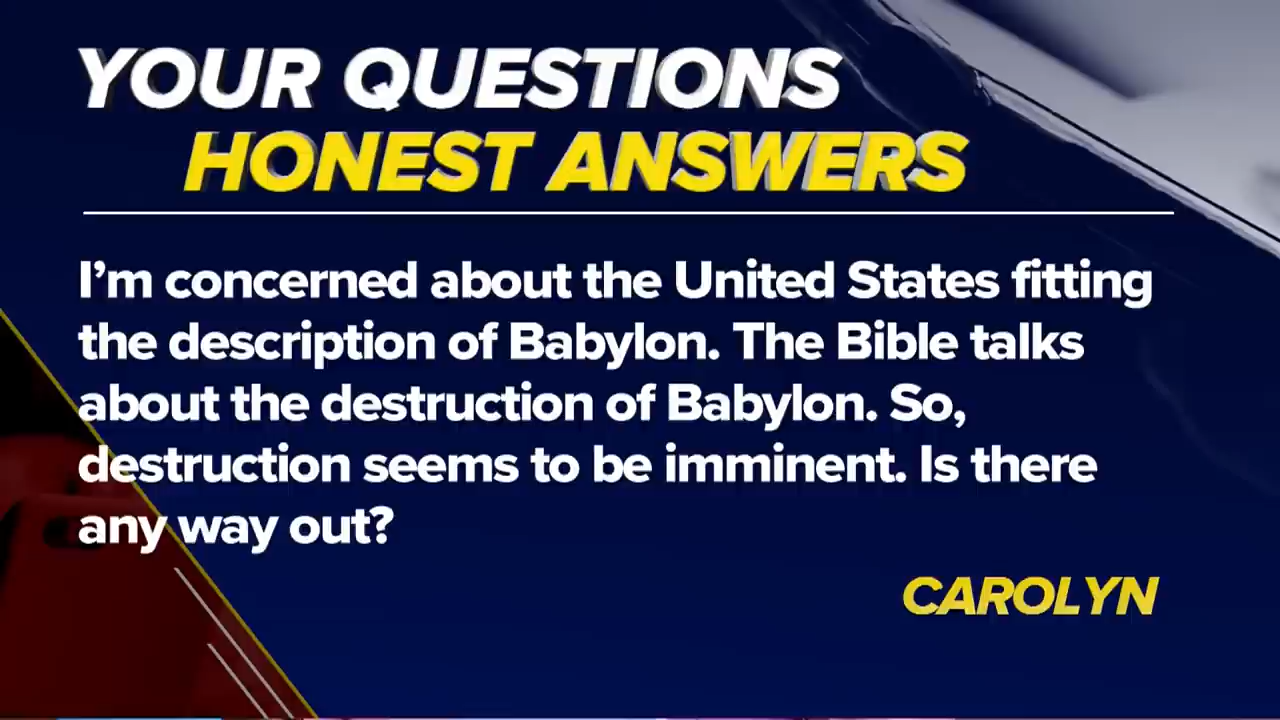 YOUR QUESTIONS
HONEST ANSWERS
I’m concerned about the United States fitting
the description of Babylon. The Bible talks
about the destruction of Babylon. So,
destruction seems to be imminent. Is there
any way out?
CAROLYN